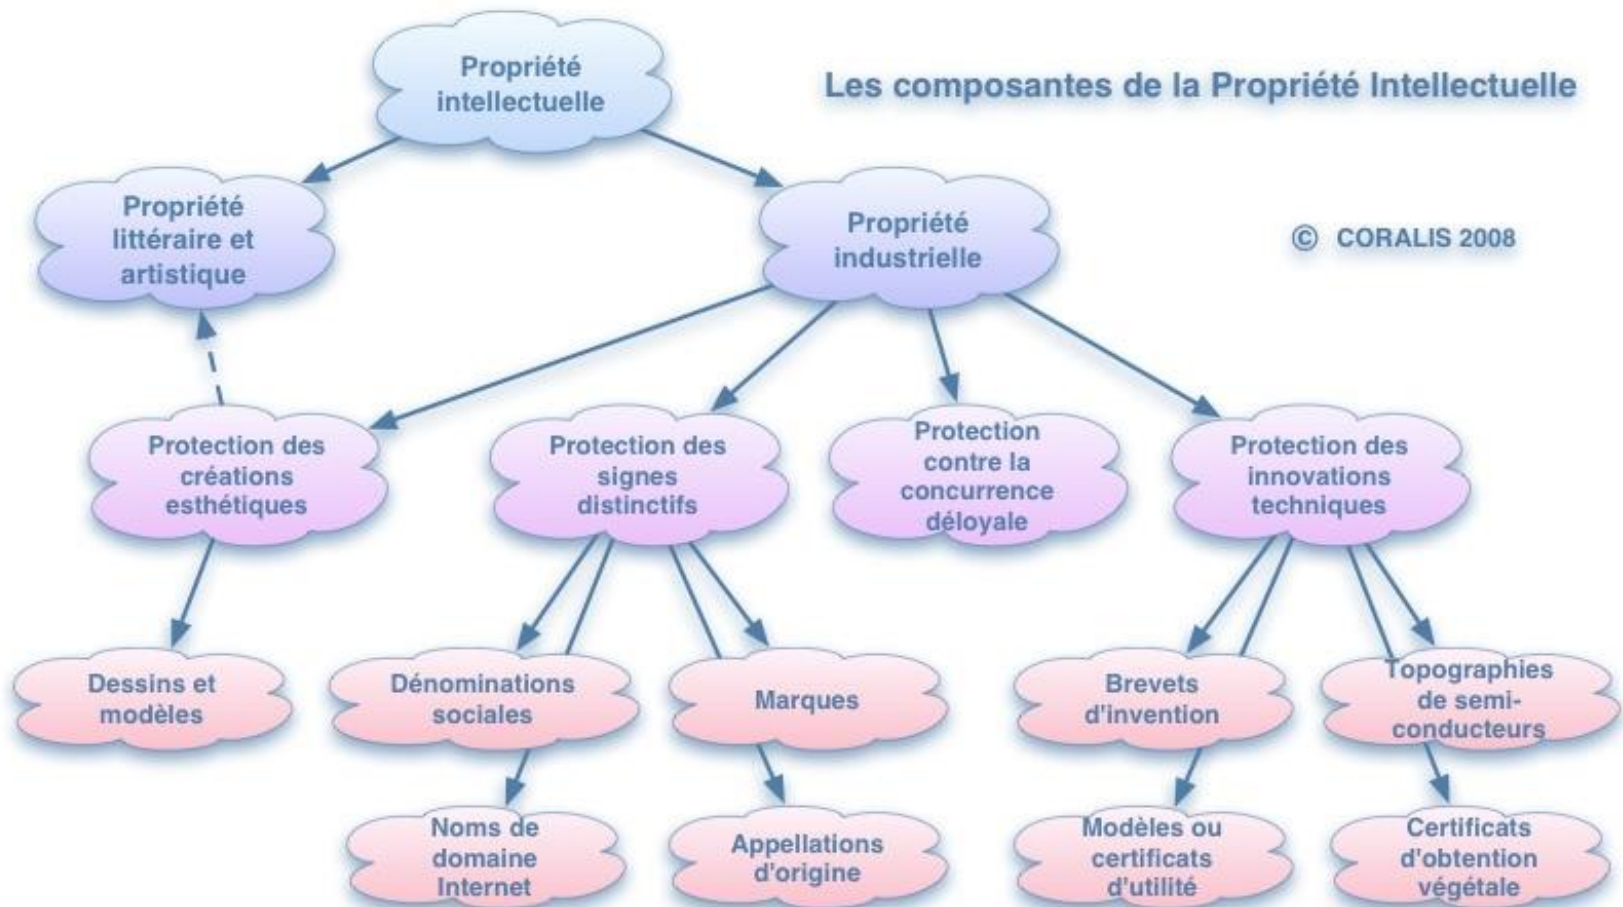 Propriété
intellectuelle
Les composantes de la Propriété Intellectuelle
Propriété
littéraire et
artistique
Propriété
industrielle
© CORALIS 2008
Protection des
créations
esthétiques
Protection des
signes
distinctifs
Protection
contre la
concurrence
déloyale
Protection des
innovations
techniques
Dessins et
modèles
Dénominations
sociales
Marques
Brevets
d'invention
Topographies
de semi-
conducteurs
Noms de
domaine
Internet
Appellations
d'origine
Modèles ou
certificats
d'utilité
Certificats
d'obtention
végétale